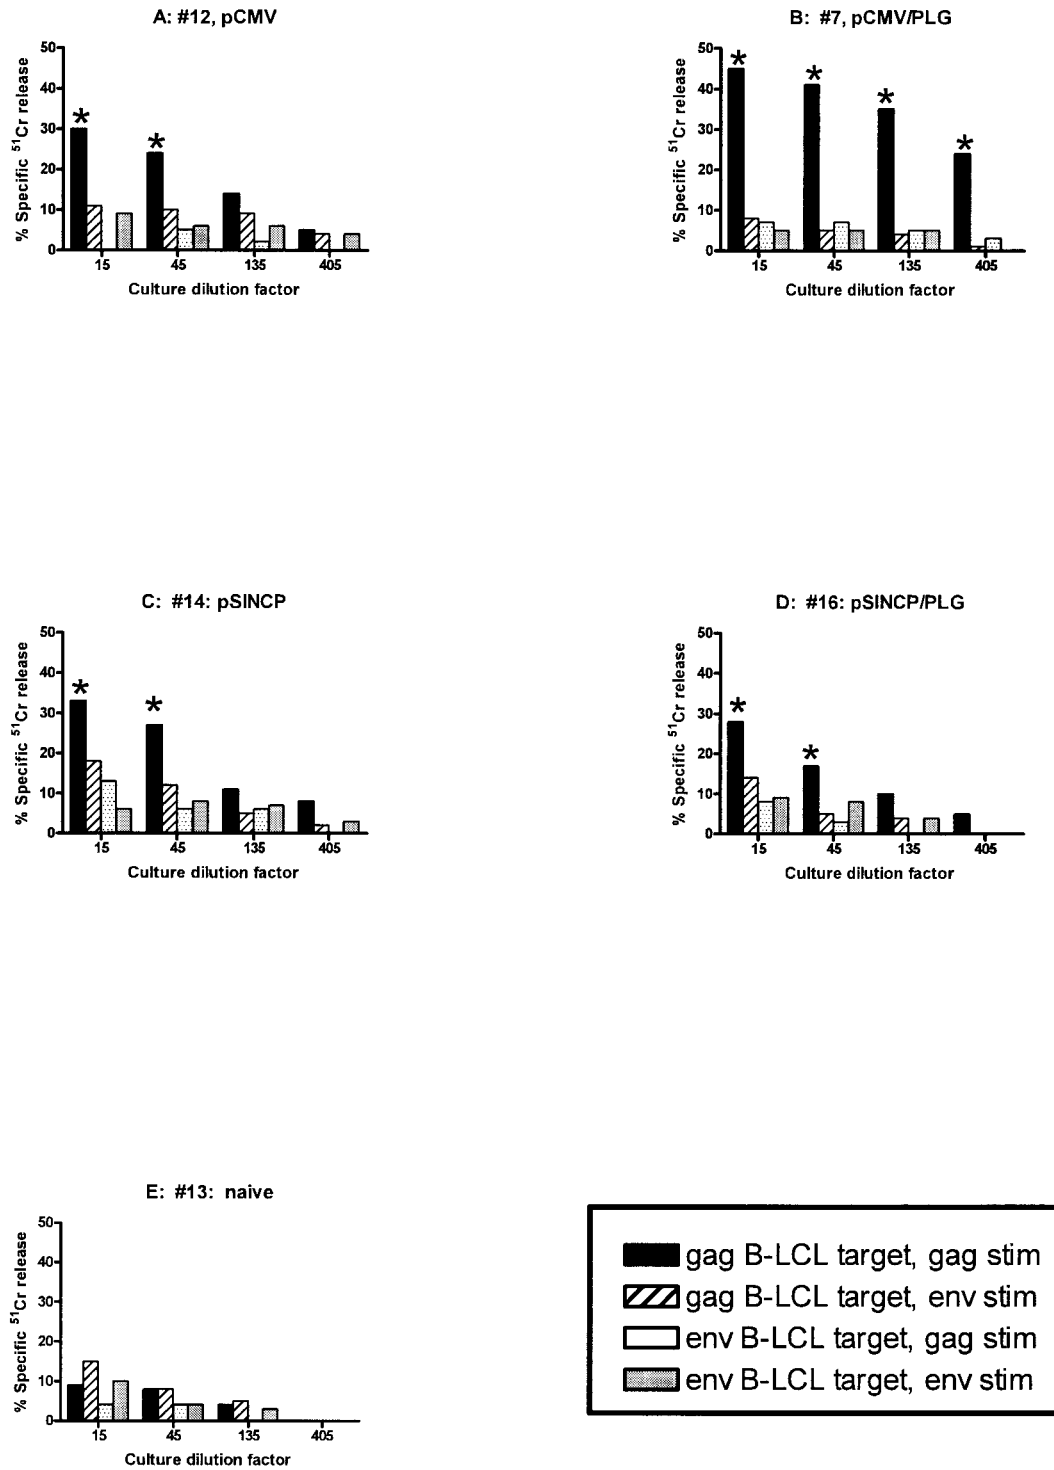 A: #12, pCMV
% Specific ⁵¹Cr release
50
40
30
20
10
0
* *
15 45 135 405
Culture dilution factor
B: #7, pCMV/PLG
% Specific ⁵¹Cr release
50
40
30
20
10
0
* * * *
15 45 135 405
Culture dilution factor
C: #14: pSINCP
% Specific ⁵¹Cr release
50
40
30
20
10
0
* *
15 45 135 405
Culture dilution factor
D: #16: pSINCP/PLG
% Specific ⁵¹Cr release
50
40
30
20
10
0
* *
15 45 135 405
Culture dilution factor
E: #13: naive
% Specific ⁵¹Cr release
50
40
30
20
10
0
15 45 135 405
Culture dilution factor
gag B-LCL target, gag stim
gag B-LCL target, env stim
env B-LCL target, gag stim
env B-LCL target, env stim